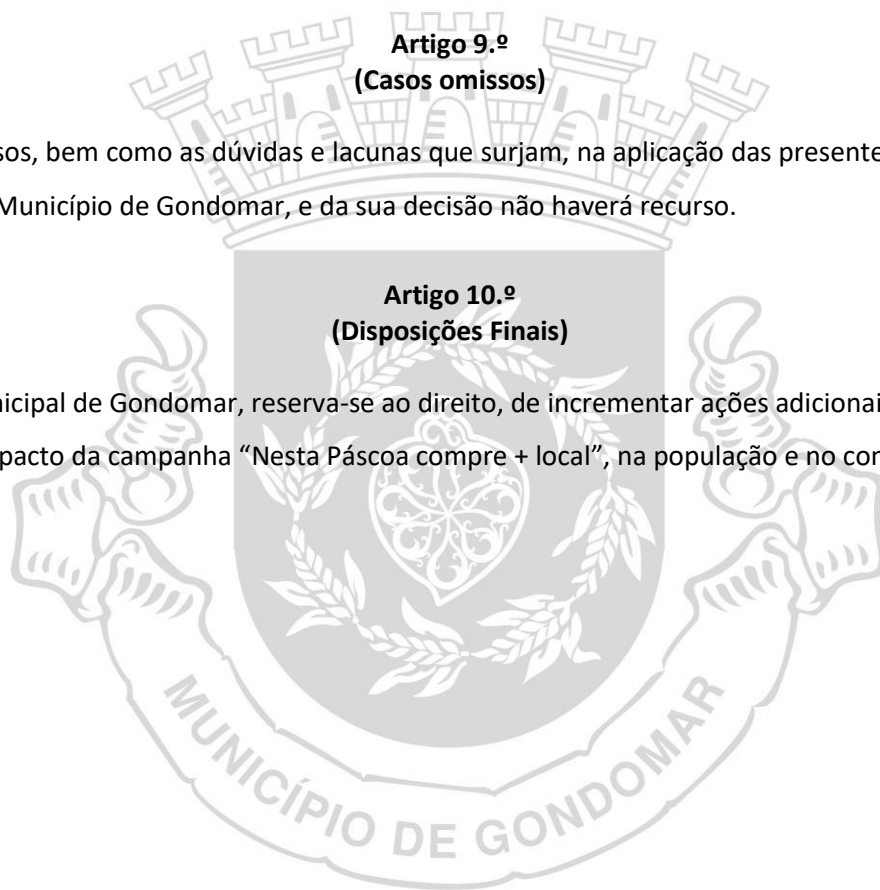 Artigo 9.º
(Casos omissos)
sos, bem como as dúvidas e lacunas que surjam, na aplicação das presente
Município de Gondomar, e da sua decisão não haverá recurso.
Artigo 10.º
(Disposições Finais)
nicipal de Gondomar, reserva-se ao direito, de incrementar ações adicionai
pacto da campanha “Nesta Páscoa compre + local”, na população e no con
MUNICÍPIO DE GONDOMAR